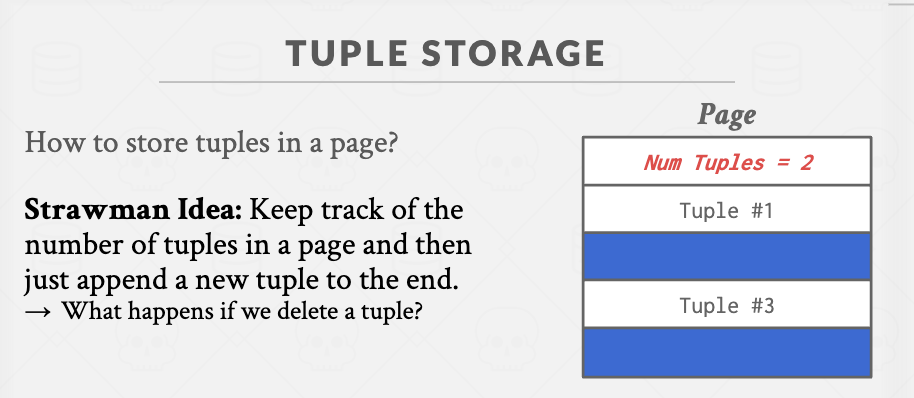 TUPLE STORAGE
How to store tuples in a page?
Strawman Idea: Keep track of the
number of tuples in a page and then
just append a new tuple to the end.
→ What happens if we delete a tuple?
Page
Num Tuples = 2
Tuple #1
Tuple #3